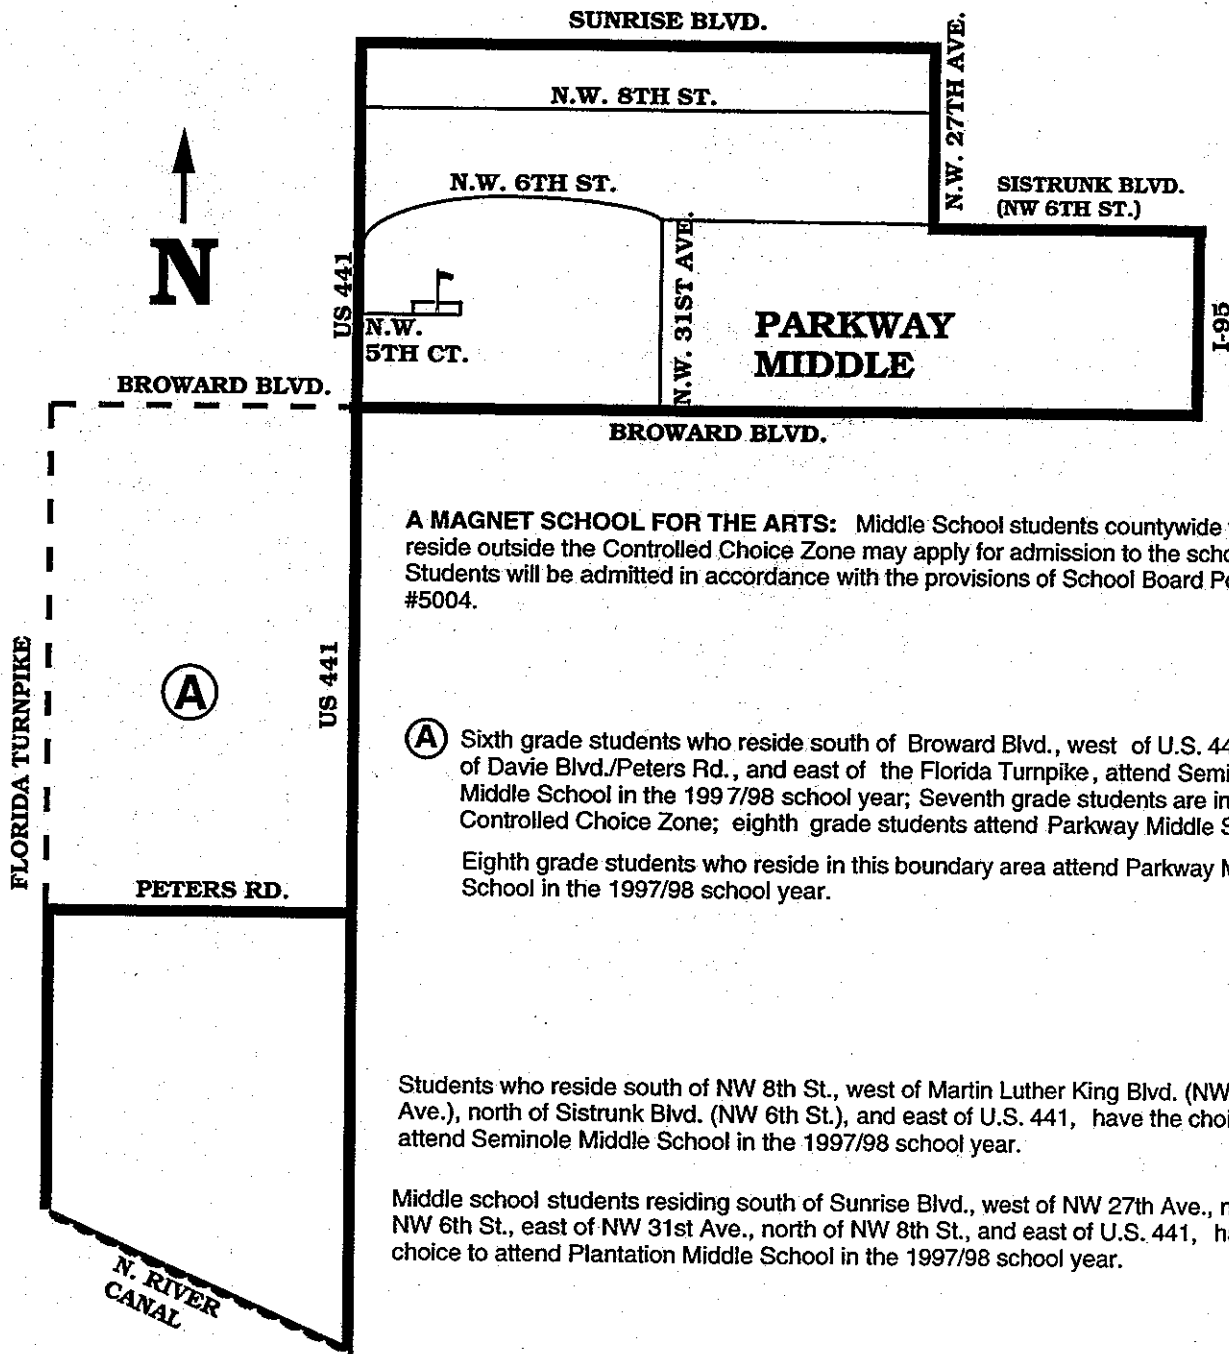 SUNRISE BLVD.
N.W. 27TH AVE.
N.W. 8TH ST.
N.W. 6TH ST.
SISTRUNK BLVD.
(NW 6TH ST.)
N
US 441
N.W. 31ST AVE.
I-95
N.W.
5TH CT.
PARKWAY
MIDDLE
BROWARD BLVD.
BROWARD BLVD.
A MAGNET SCHOOL FOR THE ARTS: Middle School students countywide
reside outside the Controlled Choice Zone may apply for admission to the
Students will be admitted in accordance with the provisions of School Board
#5004.
FLORIDA TURNPIKE
A
US 441
A Sixth grade students who reside south of Broward Blvd., west of U.S.
of Davie Blvd./Peters Rd., and east of the Florida Turnpike, attend
Middle School in the 1997/98 school year; Seventh grade students are in
Controlled Choice Zone; eighth grade students attend Parkway Middle
Eighth grade students who reside in this boundary area attend Parkway
School in the 1997/98 school year.
PETERS RD.
Students who reside south of NW 8th St., west of Martin Luther King Blvd. (NW
Ave.), north of Sistrunk Blvd. (NW 6th St.), and east of U.S. 441, have the
attend Seminole Middle School in the 1997/98 school year.
Middle school students residing south of Sunrise Blvd., west of NW 27th Ave.,
NW 6th St., east of NW 31st Ave., north of NW 8th St., and east of U.S. 441,
choice to attend Plantation Middle School in the 1997/98 school year.
N. RIVER
CANAL